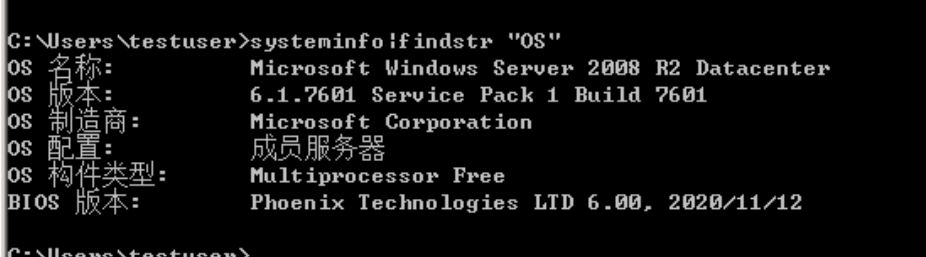 C:\Users\testuser>systeminfo|findstr "OS"
OS 名称: Microsoft Windows Server 2008 R2 Datacenter
OS 版本: 6.1.7601 Service Pack 1 Build 7601
OS 制造商: Microsoft Corporation
OS 配置: 成员服务器
OS 构件类型: Multiprocessor Free
BIOS 版本: Phoenix Technologies LTD 6.00, 2020/11/12
C:\Users\testuser>